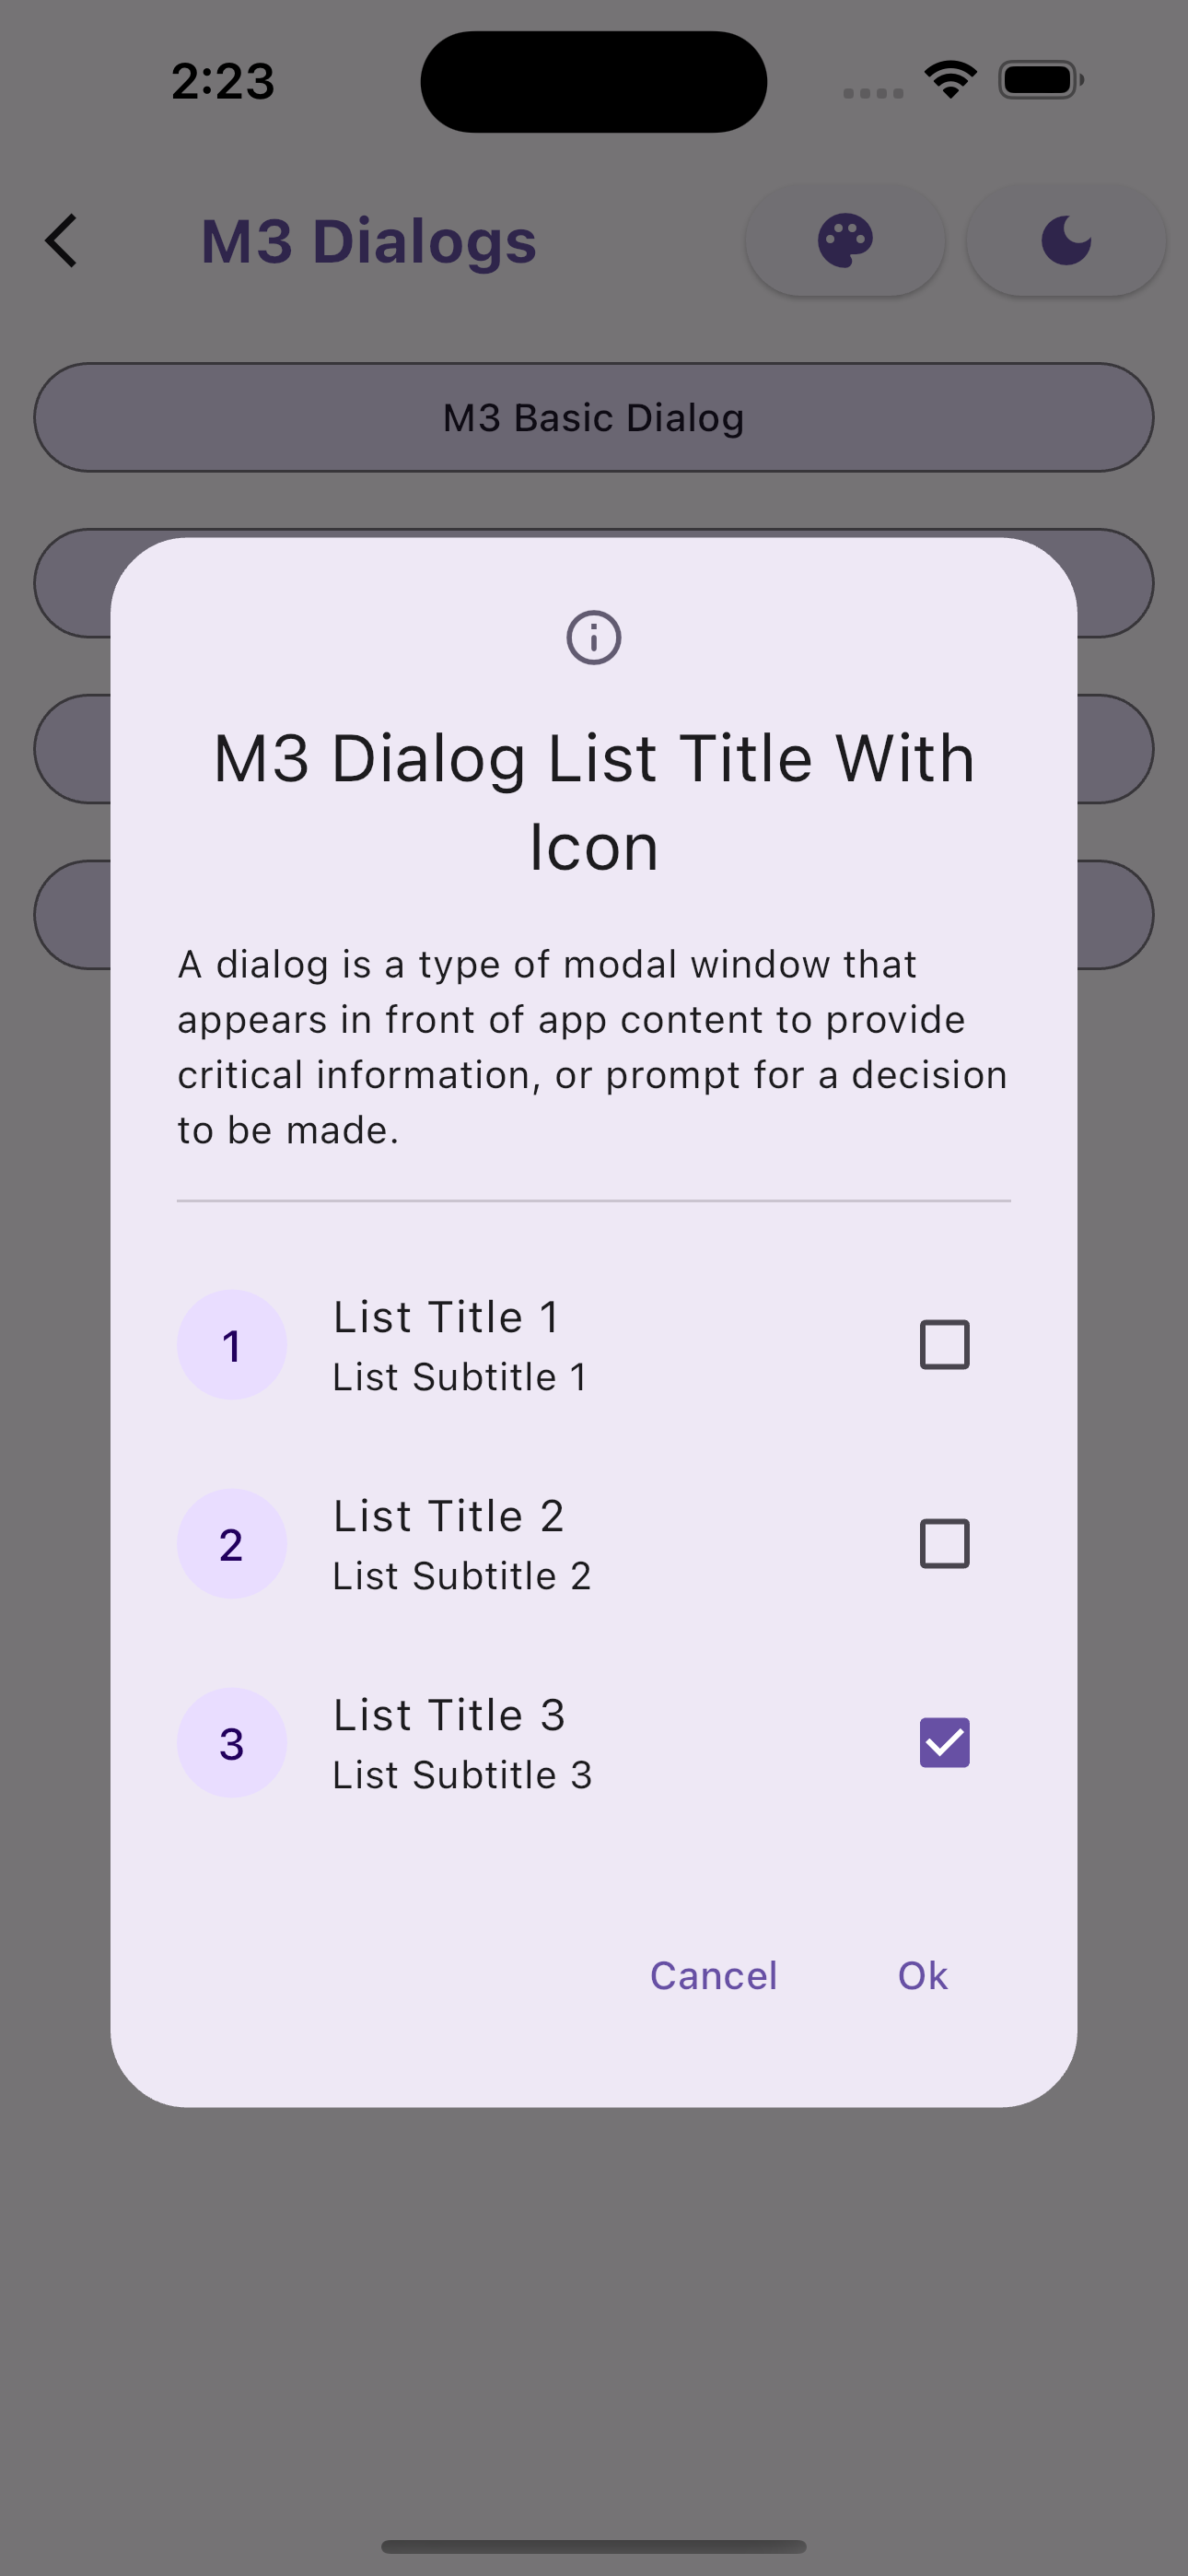 2:23
M3 Dialogs
M3 Basic Dialog
M3 Dialog List Title With
Icon
A dialog is a type of modal window that
appears in front of app content to provide
critical information, or prompt for a decision
to be made.
1
List Title 1
List Subtitle 1
2
List Title 2
List Subtitle 2
3
List Title 3
List Subtitle 3
Cancel
Ok